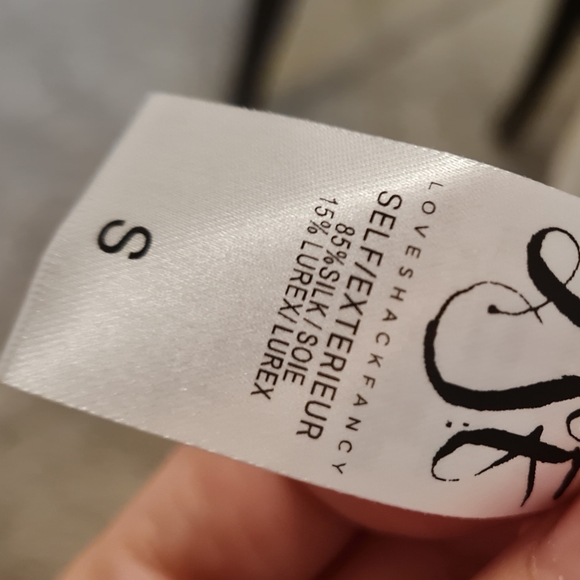 LOVESHACKFANCY
SELF/EXTERIEUR
85%SILK/SOIE
15% LUREX/LUREX
S